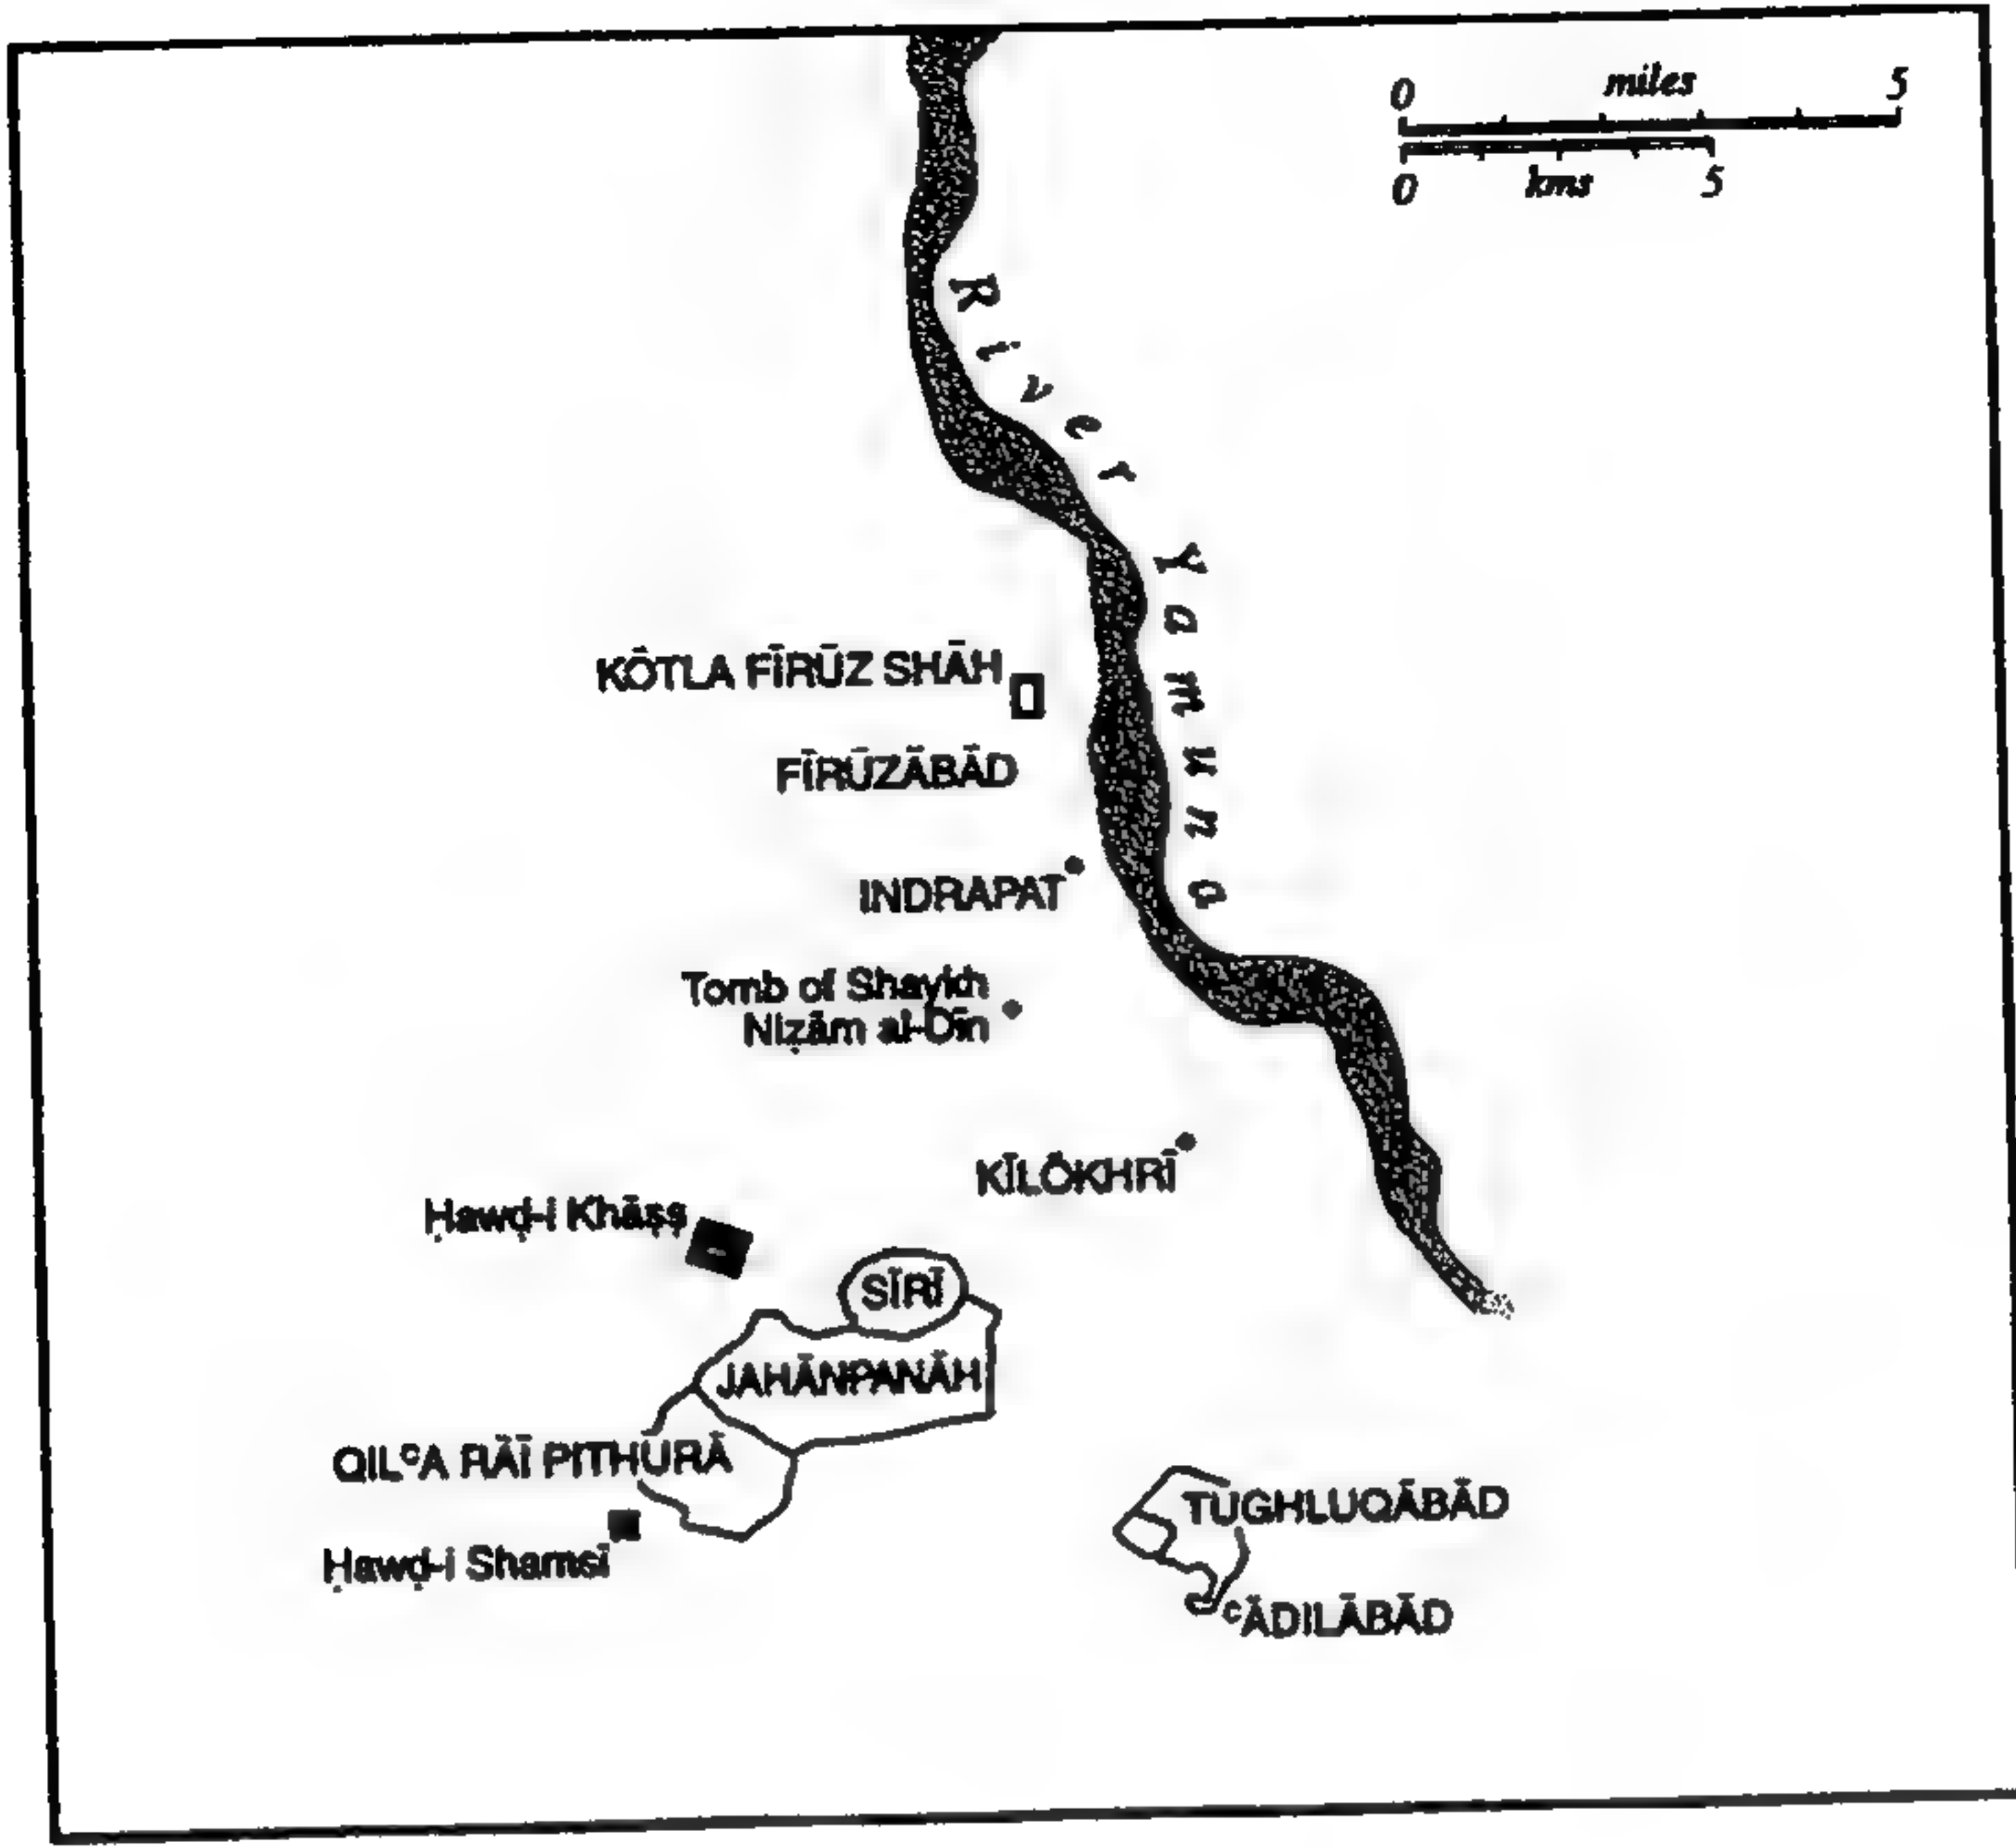 0 miles 5
0 kms 5
River Yamuna
KŌTLA FĪRŪZ SHĀH
FĪRŪZĀBĀD
INDRAPAT
Tomb of Shaykh
Niẓām al-Dīn
KĪLŌKHRĪ
Ḥawḍ-i Khāṣṣ
SĪRĪ
JAHĀNPANĀH
QILᶜA RĀĪ PITHŪRĀ
TUGHLUQĀBĀD
Ḥawḍ-i Shamsī
ᶜĀDILĀBĀD